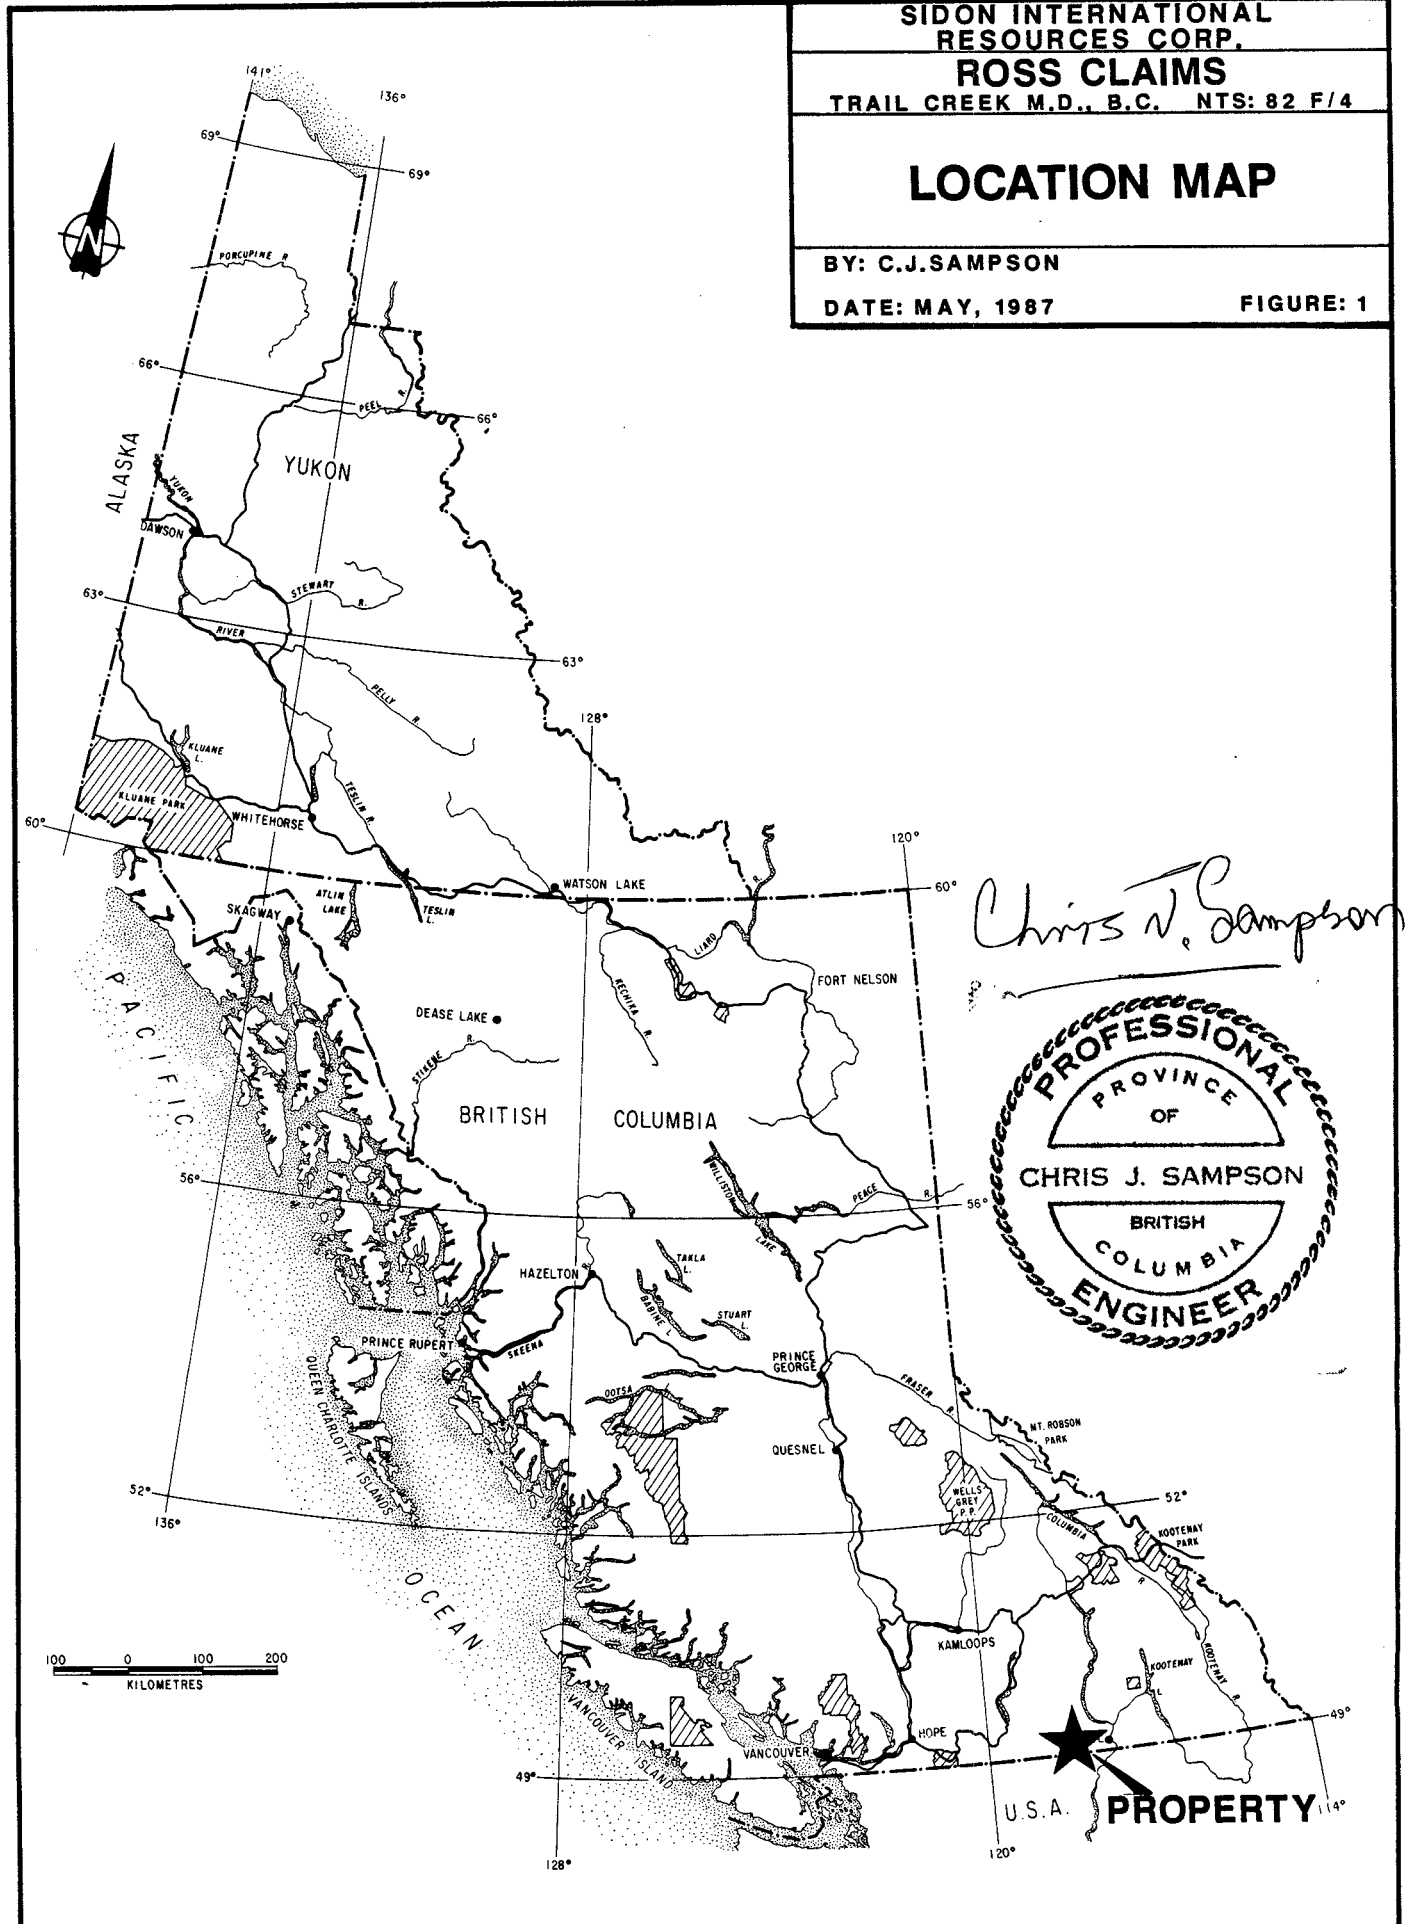 SIDON INTERNATIONAL
RESOURCES CORP.
ROSS CLAIMS
TRAIL CREEK M.D., B.C. NTS: 82 F/4
LOCATION MAP
BY: C.J.SAMPSON
DATE: MAY, 1987 FIGURE: 1
141°
136°
69°
69°
N
PORCUPINE R
66°
PEEL R.
66°
ALASKA
YUKON
YUKON
DAWSON
STEWART R.
63°
RIVER
63°
PELLY R.
128°
KLUANE
L.
KLUANE PARK
TESLIN R.
WHITEHORSE
60°
120°
WATSON LAKE
60°
ATLIN
LAKE
TESLIN
L.
SKAGWAY
Chris J. Sampson
LIARD R.
FORT NELSON
KECHIKA R.
PACIFIC
DEASE LAKE
STIKENE R.
BRITISH COLUMBIA
PROFESSIONAL
PROVINCE
OF
CHRIS J. SAMPSON
BRITISH
COLUMBIA
ENGINEER
56°
WILLISTON
LAKE
PEACE R.
56°
HAZELTON
R.
TAKLA
L.
BABINE L
STUART
L.
PRINCE RUPERT
SKEENA
PRINCE
GEORGE
QUEEN CHARLOTTE ISLANDS
OOTSA
FRASER R.
MT. ROBSON
PARK
QUESNEL
WELLS
GREY
P.P.
52°
136°
52°
COLUMBIA
R
KOOTENAY
PARK
OCEAN
KAMLOOPS
100 0 100 200
KILOMETRES
KOOTENAY
L
KOOTENAY R.
VANCOUVER ISLAND
HOPE
VANCOUVER
49°
49°
U.S.A.
PROPERTY
114°
128°
120°